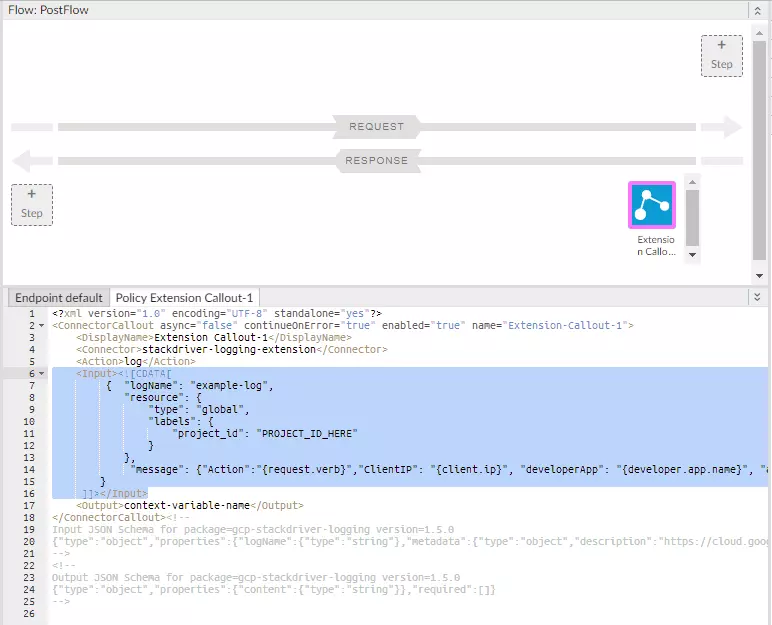 Flow: PostFlow
+
Step
REQUEST
RESPONSE
+
Step
Extensio
n Callo...
Endpoint default
Policy Extension Callout-1
1 <?xml version="1.0" encoding="UTF-8" standalone="yes"?>
2 <ConnectorCallout async="false" continueOnError="true" enabled="true" name="Extension-Callout-1">
3 <DisplayName>Extension Callout-1</DisplayName>
4 <Connector>stackdriver-logging-extension</Connector>
5 <Action>log</Action>
6 <Input><![CDATA[
7 { "logName": "example-log",
8 "resource": {
9 "type": "global",
10 "labels": {
11 "project_id": "PROJECT_ID_HERE"
12 }
13 },
14 "message": {"Action":"{request.verb}","ClientIP": "{client.ip}", "developerApp": "{developer.app.name}", "a
15 }
16 ]]></Input>
17 <Output>context-variable-name</Output>
18 </ConnectorCallout><!--
19 Input JSON Schema for package=gcp-stackdriver-logging version=1.5.0
20 {"type":"object","properties":{"logName":{"type":"string"},"metadata":{"type":"object","description":"https://cloud.goog
21 -->
22 <!--
23 Output JSON Schema for package=gcp-stackdriver-logging version=1.5.0
24 {"type":"object","properties":{"content":{"type":"string"}},"required":[]}
25 -->
26